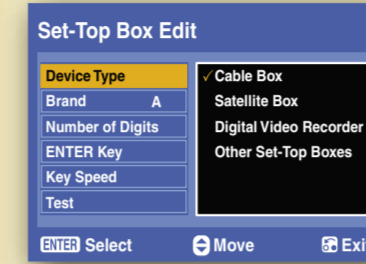 Set-Top Box Edit
Device Type
Brand A
Number of Digits
ENTER Key
Key Speed
Test
✓Cable Box
Satellite Box
Digital Video Recorder
Other Set-Top Boxes
ENTER Select Move Exit